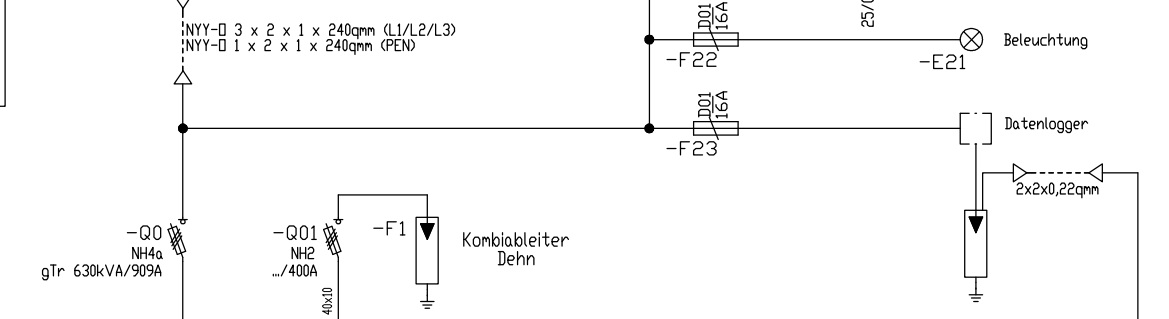 NYY-O 3 x 2 x 1 x 240qmm (L1/L2/L3)
NYY-O 1 x 2 x 1 x 240qmm (PEN)
D01
16A
-F22
25/
-E21
Beleuchtung
D01
16A
-F23
Datenlogger
2x2x0,22qmm
-Q0
NH4a
gTr 630kVA/909A
-Q01
NH2
.../400A
40x10
-F1
Kombiableiter
Dehn